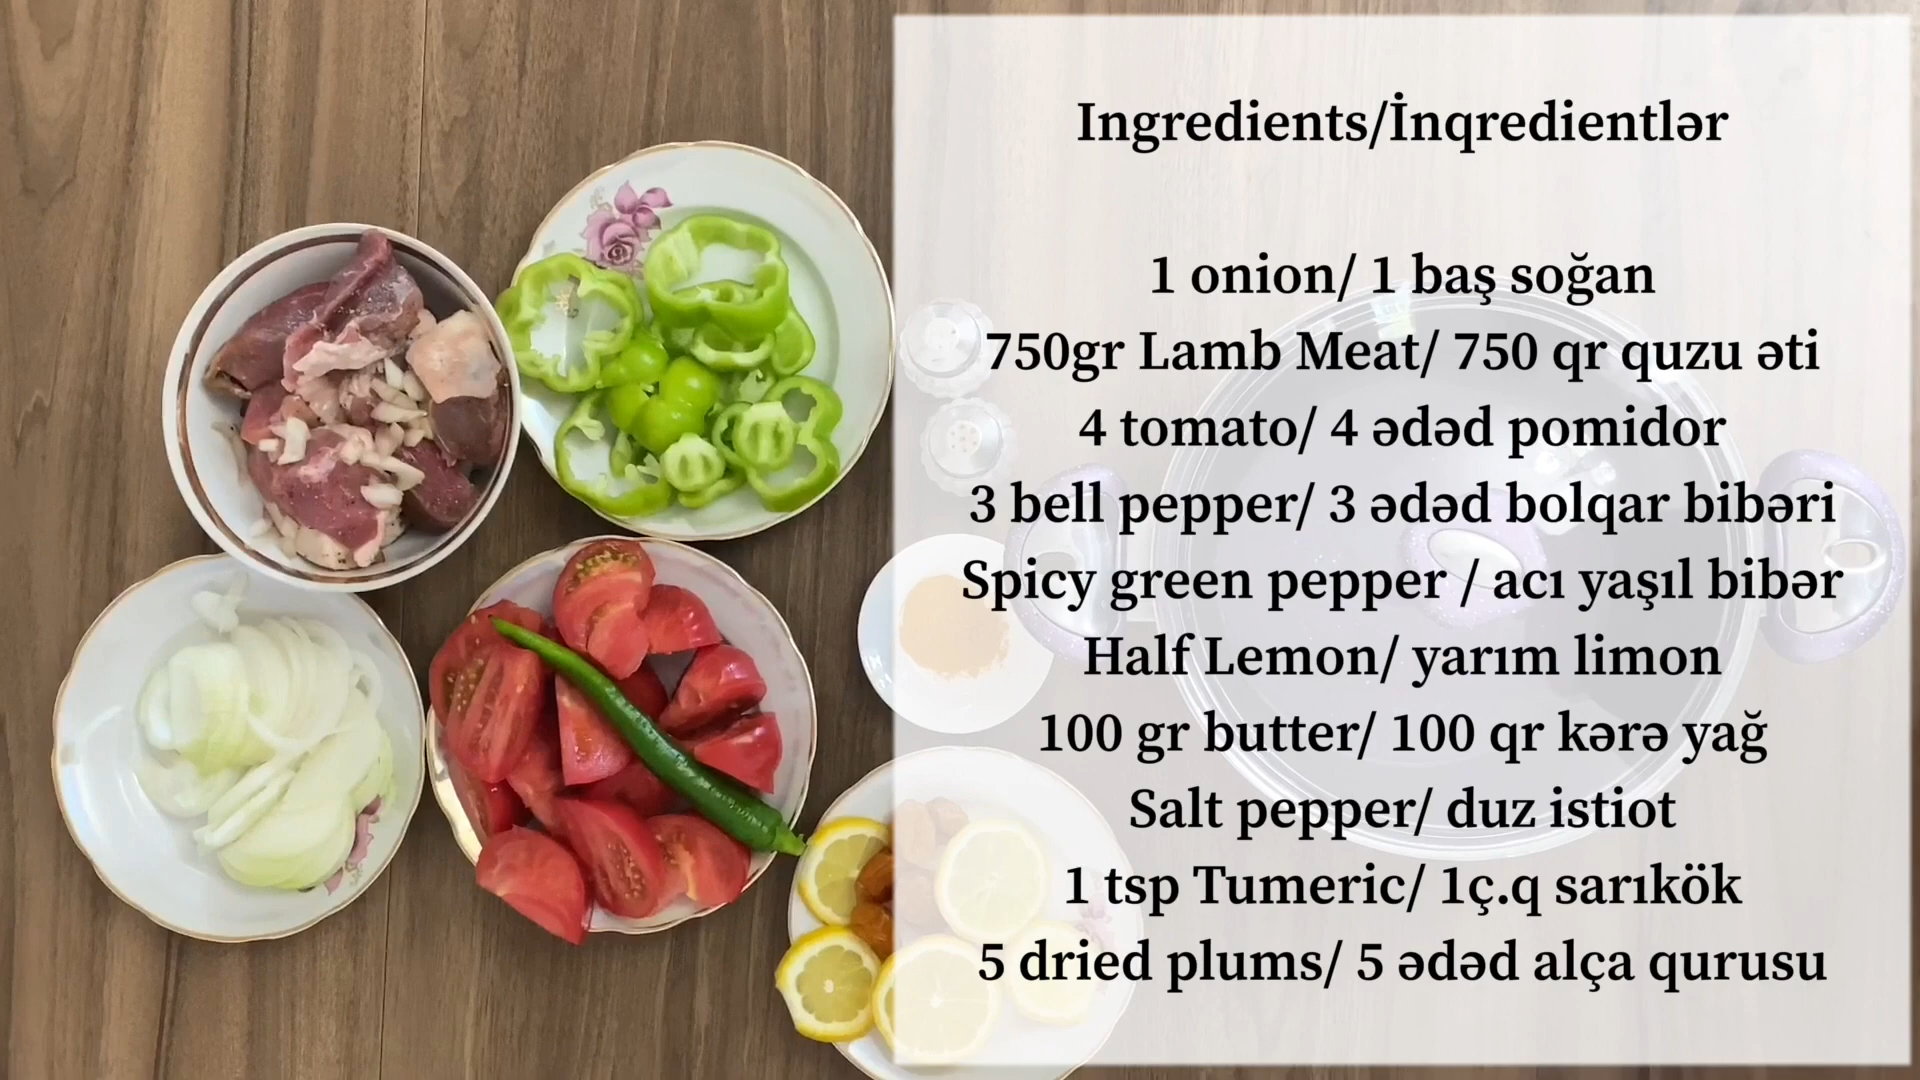 Ingredients/İnqredientlər
1 onion/ 1 baş soğan
750gr Lamb Meat/ 750 qr quzu əti
4 tomato/ 4 ədəd pomidor
3 bell pepper/ 3 ədəd bolqar bibəri
Spicy green pepper / acı yaşıl bibər
Half Lemon/ yarım limon
100 gr butter/ 100 qr kərə yağ
Salt pepper/ duz istiot
1 tsp Tumeric/ 1ç.q sarıkök
5 dried plums/ 5 ədəd alça qurusu